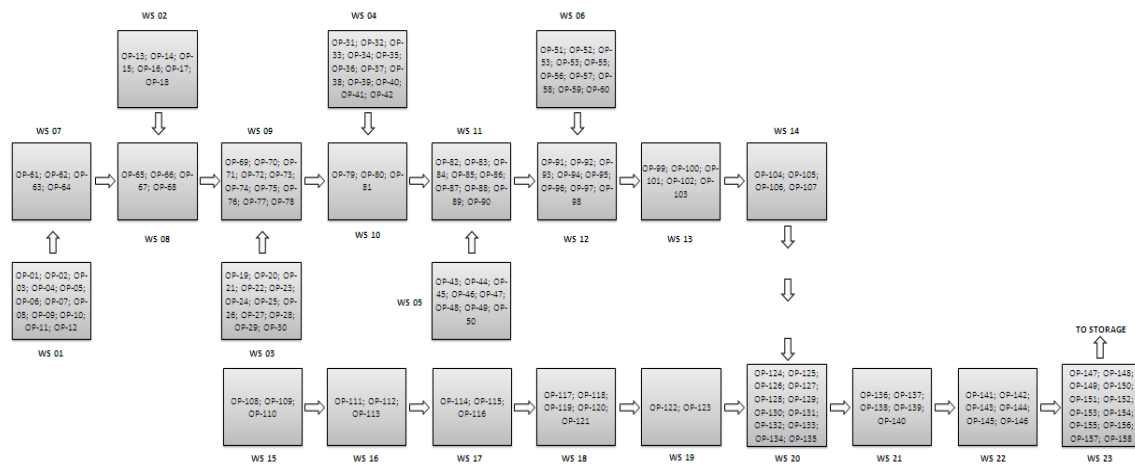 WS 02
WS 04
WS 06
OP-13; OP-14; OP-
15; OP-16; OP-17;
OP-18
OP-31; OP-32; OP-
33; OP-34; OP-35;
OP-36; OP-37; OP-
38; OP-39; OP-40;
OP-41; OP-42
OP-51; OP-52; OP-
53; OP-53; OP-55;
OP-56; OP-57; OP-
58; OP-59; OP-60
WS 07
WS 09
WS 11
WS 14
OP-61; OP-62; OP-
63; OP-64
OP-65; OP-66; OP-
67; OP-68
OP-69; OP-70; OP-
71; OP-72; OP-73;
OP-74; OP-75; OP-
76; OP-77; OP-78
OP-79; OP-80; OP-
81
OP-82; OP-83; OP-
84; OP-85; OP-86;
OP-87; OP-88; OP-
89; OP-90
OP-91; OP-92; OP-
93; OP-94; OP-95;
OP-96; OP-97; OP-
98
OP-99; OP-100; OP-
101; OP-102; OP-
103
OP-104; OP-105;
OP-106; OP-107
WS 08
WS 10
WS 12
WS 13
OP-01; OP-02; OP-
03; OP-04; OP-05;
OP-06; OP-07; OP-
08; OP-09; OP-10;
OP-11; OP-12
OP-19; OP-20; OP-
21; OP-22; OP-23;
OP-24; OP-25; OP-
26; OP-27; OP-28;
OP-29; OP-30
WS 05
OP-43; OP-44; OP-
45; OP-46; OP-47;
OP-48; OP-49; OP-
50
WS 01
WS 03
TO STORAGE
OP-108; OP-109;
OP-110
OP-111; OP-112;
OP-113
OP-114; OP-115;
OP-116
OP-117; OP-118;
OP-119; OP-120;
OP-121
OP-122; OP-123
OP-124; OP-125;
OP-126; OP-127;
OP-128; OP-129;
OP-130; OP-131;
OP-132; OP-133;
OP-134; OP-135
OP-136; OP-137;
OP-138; OP-139;
OP-140
OP-141; OP-142;
OP-143; OP-144;
OP-145; OP-146
OP-147; OP-148;
OP-149; OP-150;
OP-151; OP-152;
OP-153; OP-154;
OP-155; OP-156;
OP-157; OP-158
WS 15
WS 16
WS 17
WS 18
WS 19
WS 20
WS 21
WS 22
WS 23